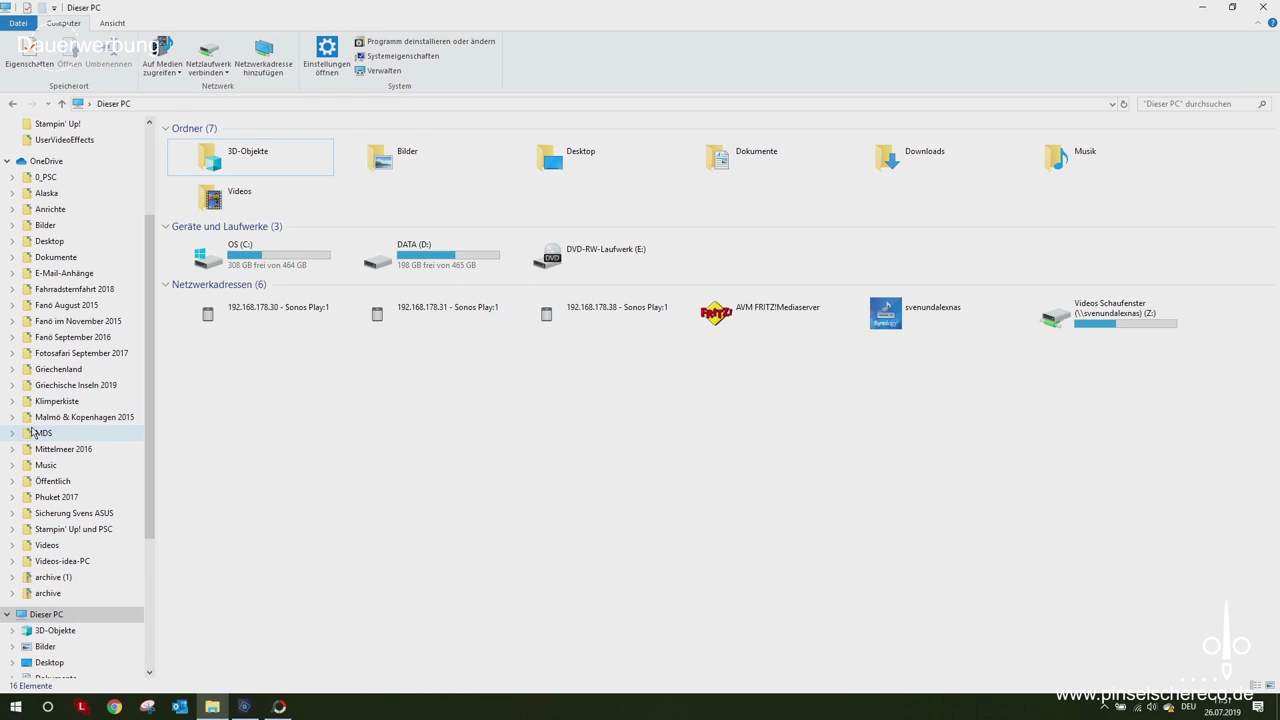 Dieser PC
Datei Computer Ansicht
Dauerwerbung
Eigenschaften Öffnen Umbenennen
Auf Medien zugreifen
Netzlaufwerk verbinden
Netzwerkadresse hinzufügen
Einstellungen öffnen
Programm deinstallieren oder ändern
Systemeigenschaften
Verwalten
Speicherort Netzwerk System
Dieser PC
"Dieser PC" durchsuchen
Stampin' Up!
UserVideoEffects
OneDrive
0_PSC
Alaska
Anrichte
Bilder
Desktop
Dokumente
E-Mail-Anhänge
Fahrradsternfahrt 2018
Fanö August 2015
Fanö im November 2015
Fanö September 2016
Fotosafari September 2017
Griechenland
Griechische Inseln 2019
Klimperkiste
Malmö & Kopenhagen 2015
MDS
Mittelmeer 2016
Music
Öffentlich
Phuket 2017
Sicherung Svens ASUS
Stampin' Up! und PSC
Videos
Videos-idea-PC
archive (1)
archive
Dieser PC
3D-Objekte
Bilder
Desktop
Dokumente
Ordner (7)
3D-Objekte
Bilder
Desktop
Dokumente
Downloads
Musik
Videos
Geräte und Laufwerke (3)
OS (C:)
308 GB frei von 464 GB
DATA (D:)
198 GB frei von 465 GB
DVD-RW-Laufwerk (E:)
DVD
Netzwerkadressen (6)
192.168.178.30 - Sonos Play:1
192.168.178.31 - Sonos Play:1
192.168.178.38 - Sonos Play:1
FRITZ!
AVM FRITZ!Mediaserver
Synology
svenundalexnas
Videos Schaufenster
(\\svenundalexnas) (Z:)
16 Elemente
www.pinselschereco.de
DEU
11:51
26.07.2019